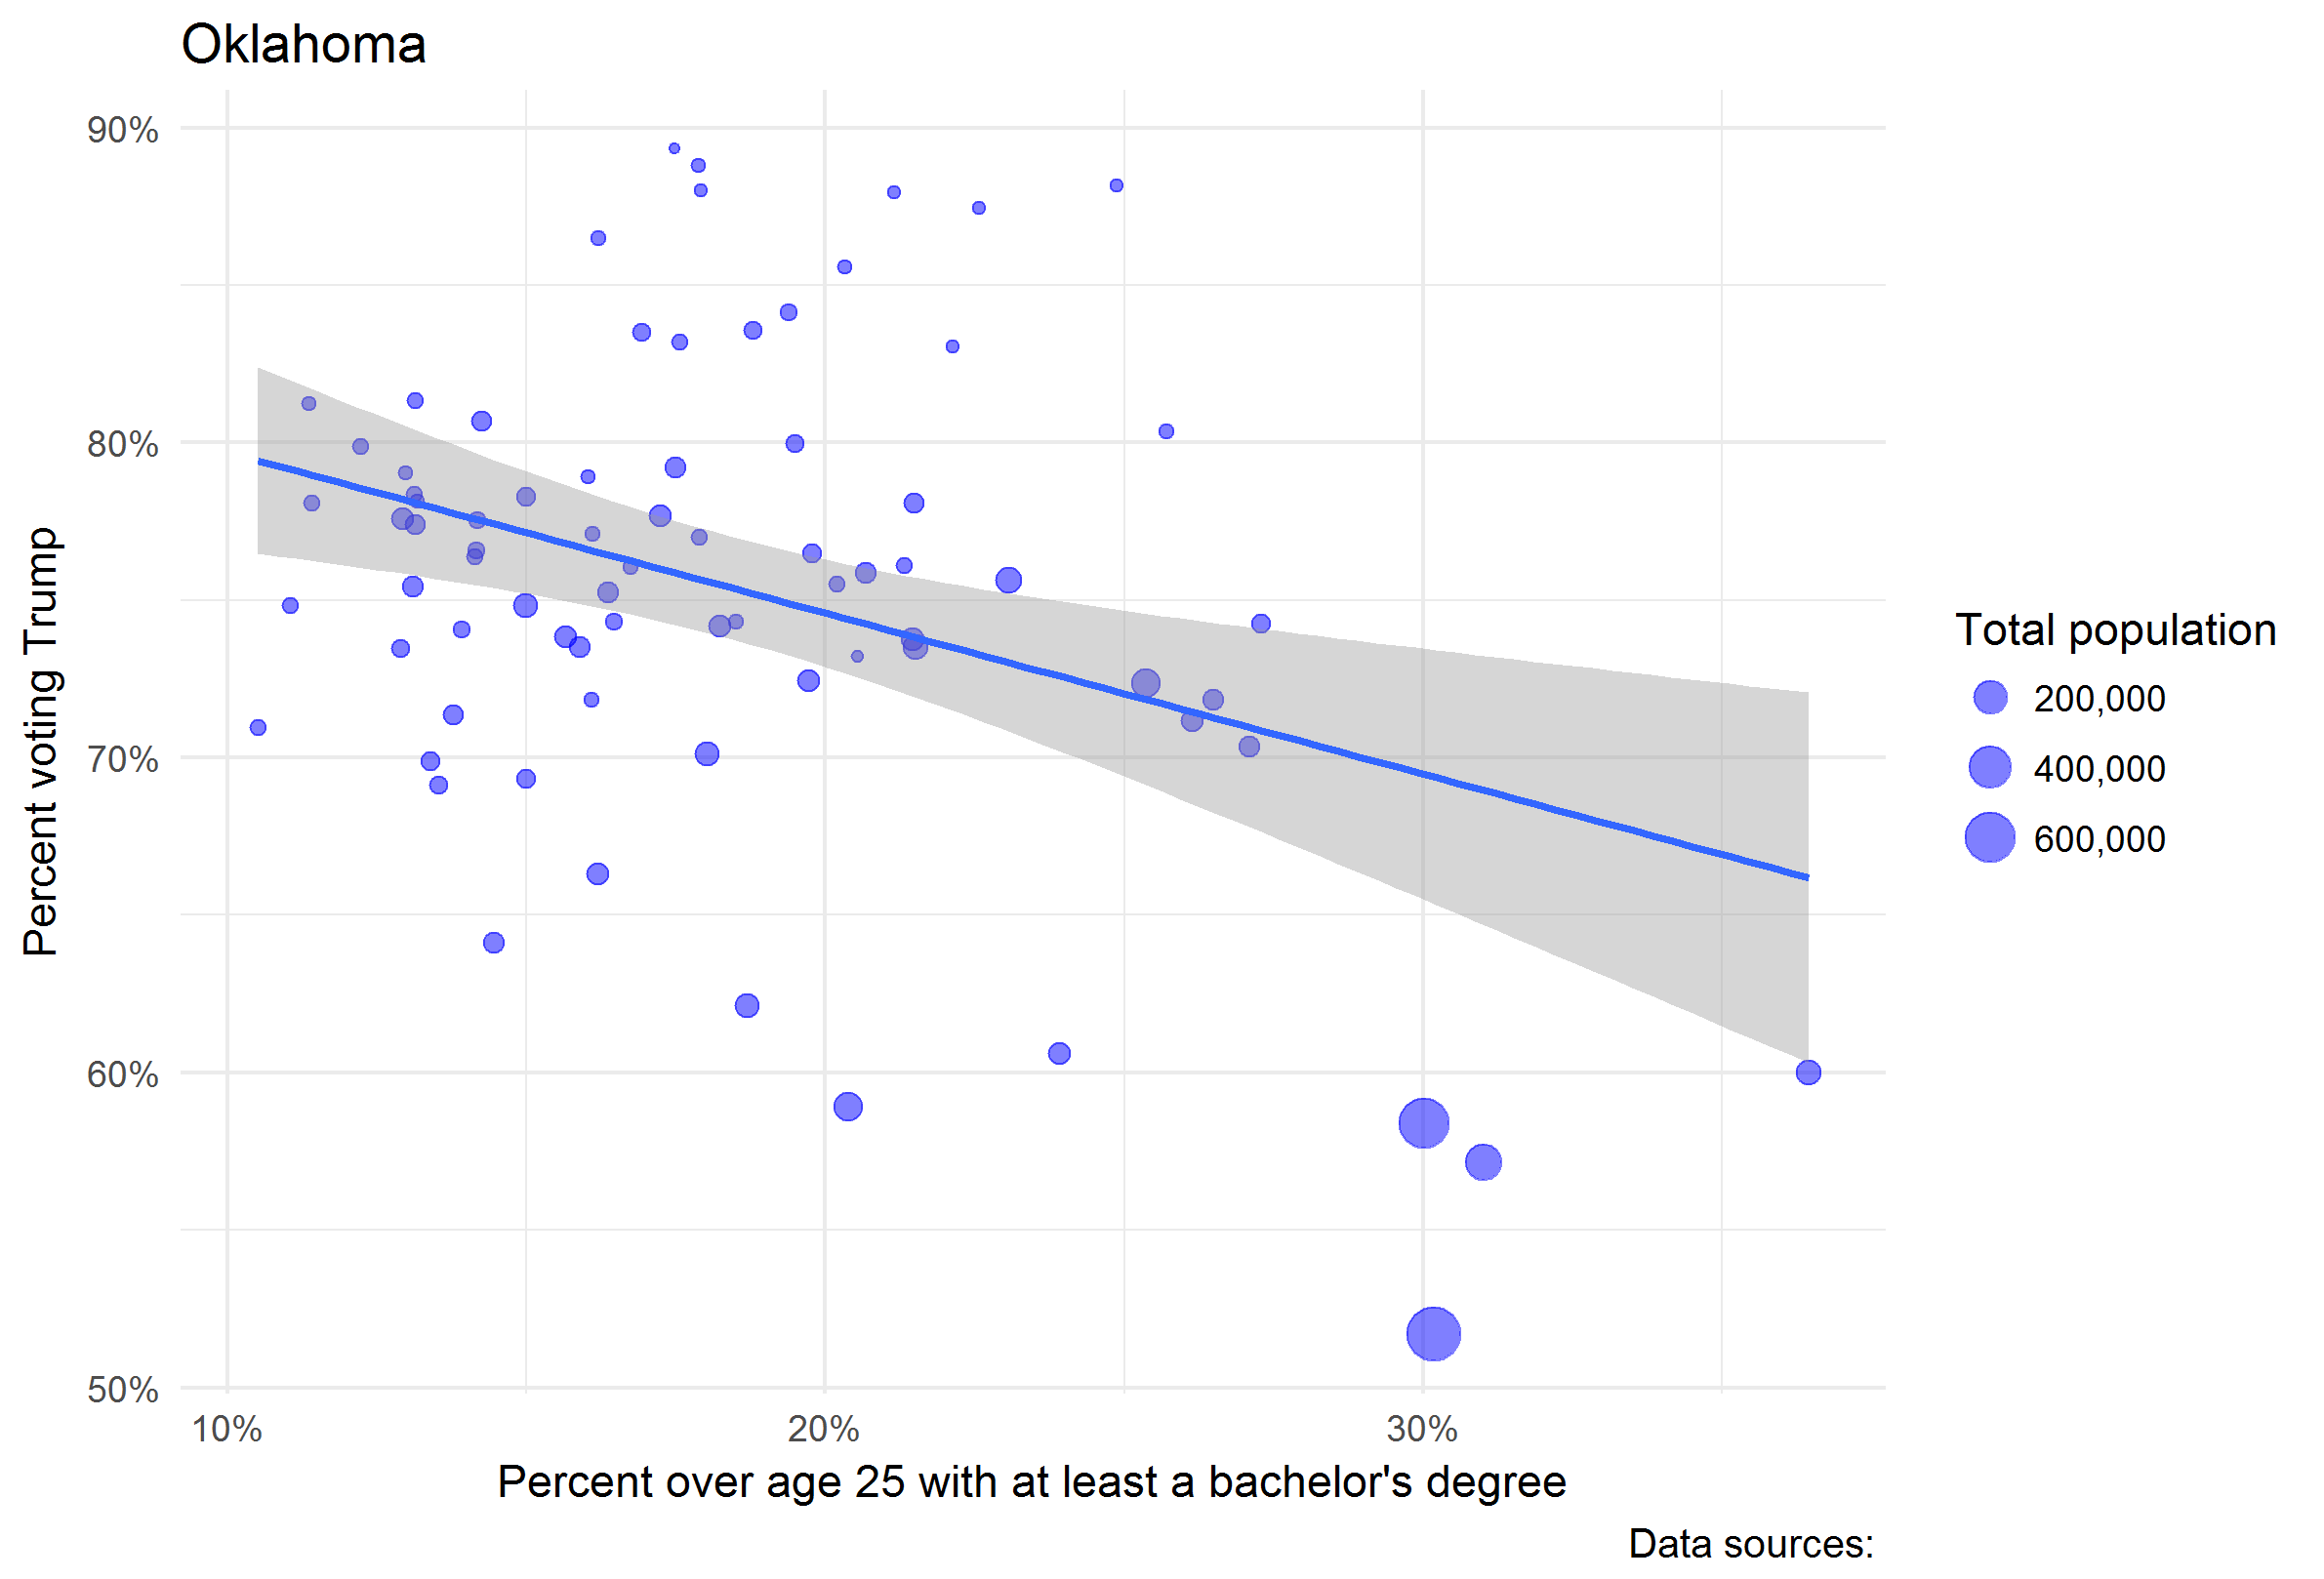 Oklahoma
90%
80%
70%
60%
50%
Percent voting Trump
10% 20% 30%
Percent over age 25 with at least a bachelor's degree
Total population
200,000
400,000
600,000
Data sources: